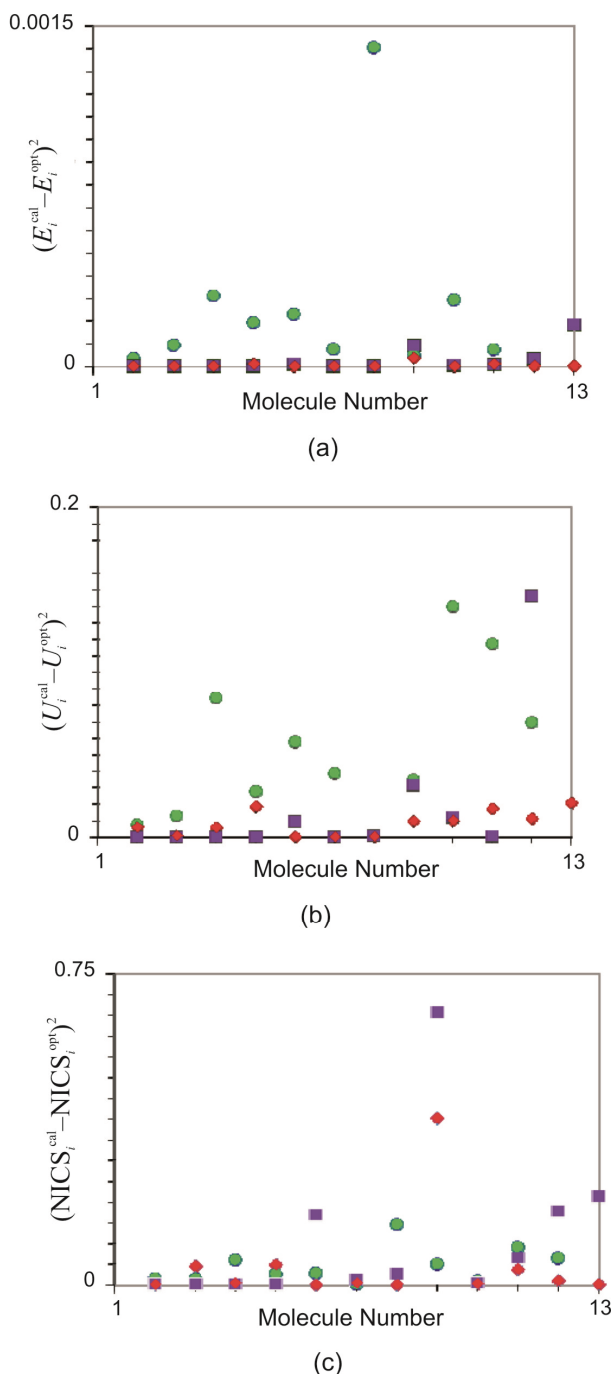 0.0015
(E_i^cal–E_i^opt)^2
0
1
13
Molecule Number
(a)
0.2
(U_i^cal–U_i^opt)^2
0
1
13
Molecule Number
(b)
0.75
(NICS_i^cal–NICS_i^opt)^2
0
1
13
Molecule Number
(c)